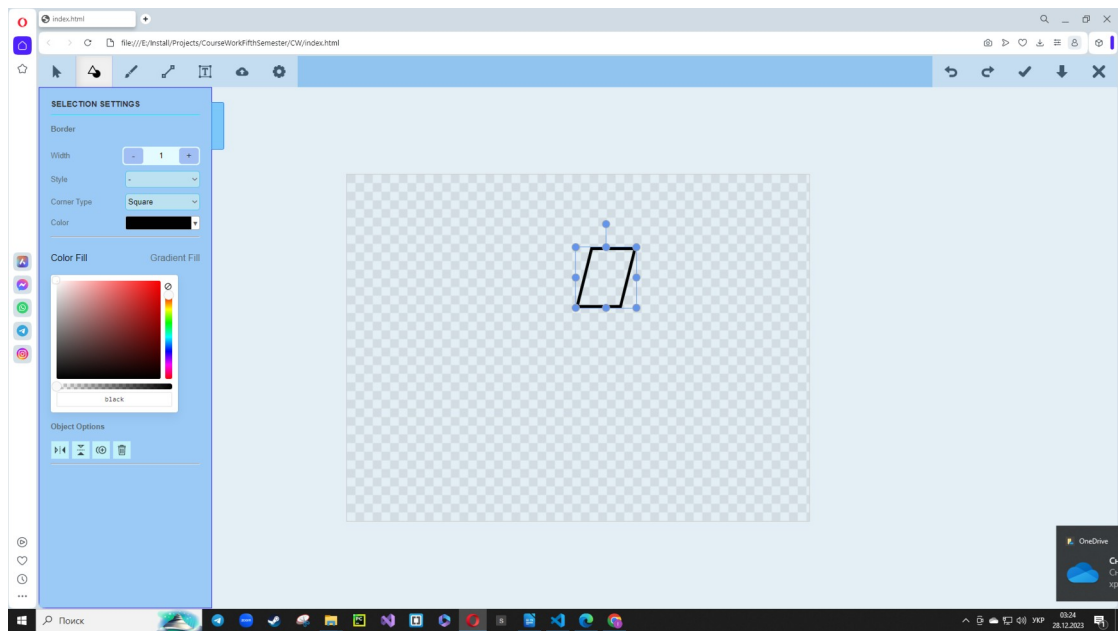 index.html
file:///E:/Install/Projects/CourseWorkFifthSemester/CW/index.html
SELECTION SETTINGS
Border
Width - 1 +
Style -
Corner Type Square
Color
Color Fill Gradient Fill
black
Object Options
OneDrive
Поиск
УКР
03:24
28.12.2023